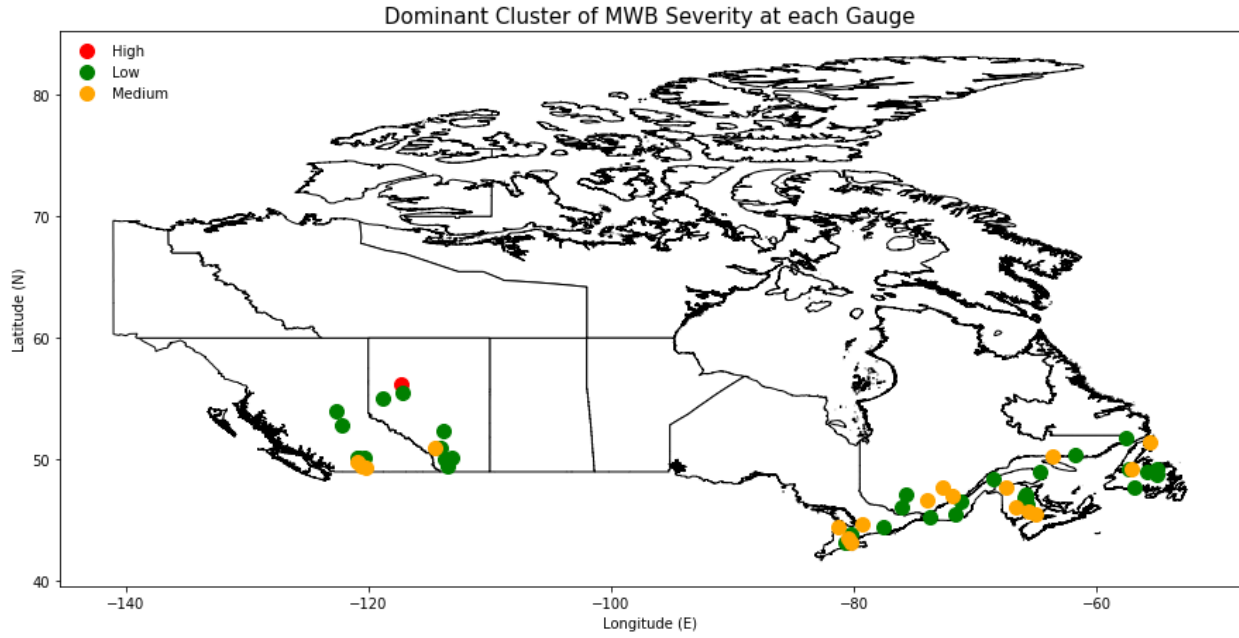 Dominant Cluster of MWB Severity at each Gauge
High
Low
Medium
80
70
60
50
40
Latitude (N)
−140
−120
−100
−80
−60
Longitude (E)